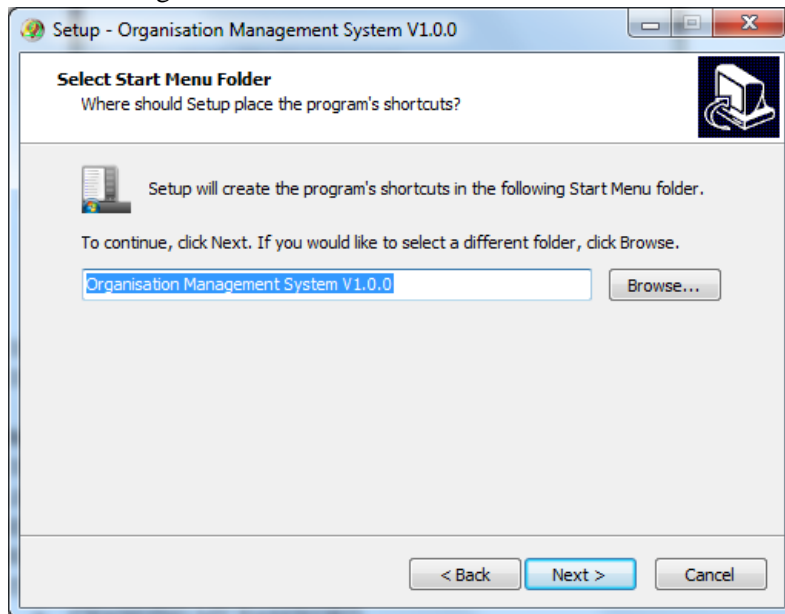 Setup - Organisation Management System V1.0.0
Select Start Menu Folder
Where should Setup place the program's shortcuts?
Setup will create the program's shortcuts in the following Start Menu folder.
To continue, click Next. If you would like to select a different folder, click Browse.
Organisation Management System V1.0.0
Browse...
< Back
Next >
Cancel